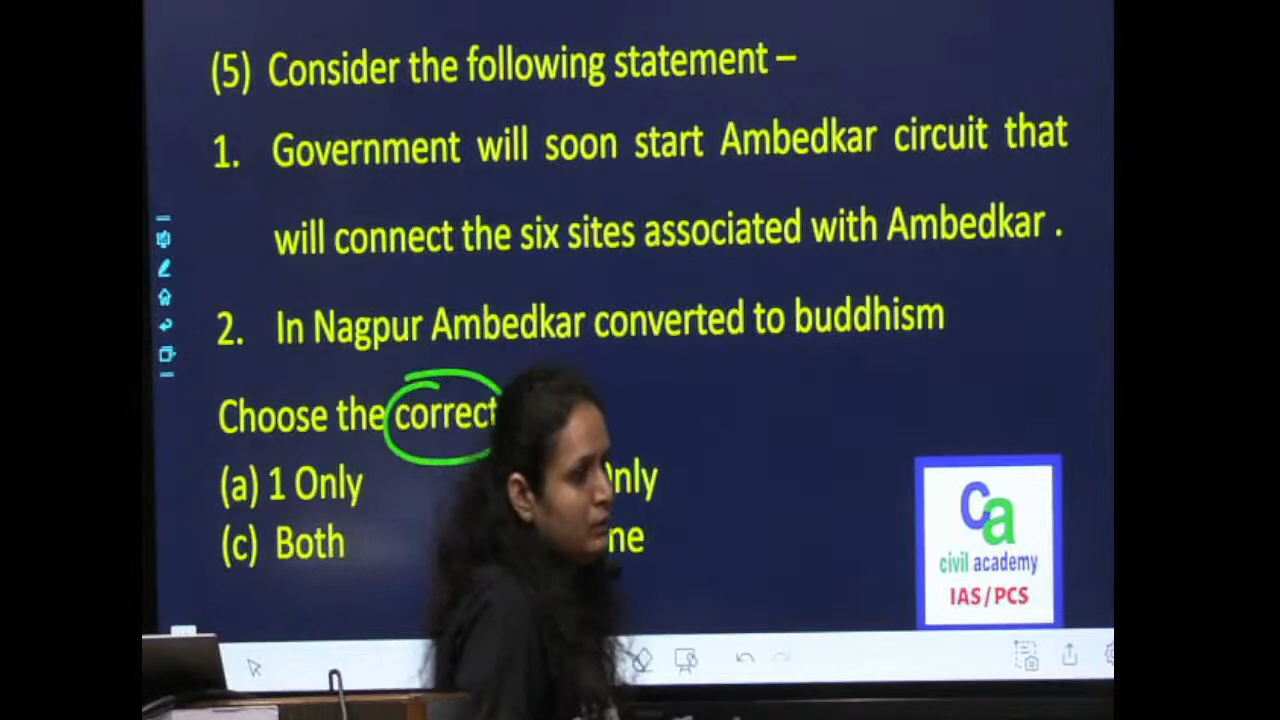 (5) Consider the following statement –
1. Government will soon start Ambedkar circuit that
will connect the six sites associated with Ambedkar .
2. In Nagpur Ambedkar converted to buddhism
Choose the correct
(a) 1 Only
(c) Both
Ca
civil academy
IAS/PCS